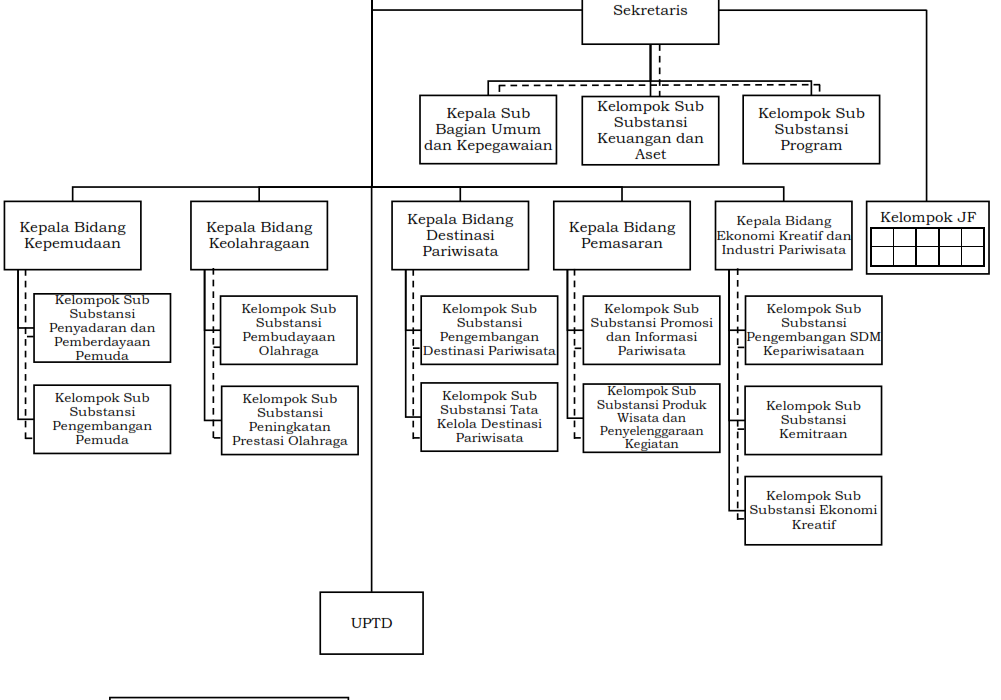 Sekretaris
Kepala Sub
Bagian Umum
dan Kepegawaian
Kelompok Sub
Substansi
Keuangan dan
Aset
Kelompok Sub
Substansi
Program
Kepala Bidang
Kepemudaan
Kepala Bidang
Keolahragaan
Kepala Bidang
Destinasi
Pariwisata
Kepala Bidang
Pemasaran
Kepala Bidang
Ekonomi Kreatif dan
Industri Pariwisata
Kelompok JF
Kelompok Sub
Substansi
Penyadaran dan
Pemberdayaan
Pemuda
Kelompok Sub
Substansi
Pembudayaan
Olahraga
Kelompok Sub
Substansi
Pengembangan
Destinasi Pariwisata
Kelompok Sub
Substansi Promosi
dan Informasi
Pariwisata
Kelompok Sub
Substansi
Pengembangan SDM
Kepariwisataan
Kelompok Sub
Substansi
Pengembangan
Pemuda
Kelompok Sub
Substansi
Peningkatan
Prestasi Olahraga
Kelompok Sub
Substansi Tata
Kelola Destinasi
Pariwisata
Kelompok Sub
Substansi Produk
Wisata dan
Penyelenggaraan
Kegiatan
Kelompok Sub
Substansi
Kemitraan
Kelompok Sub
Substansi Ekonomi
Kreatif
UPTD